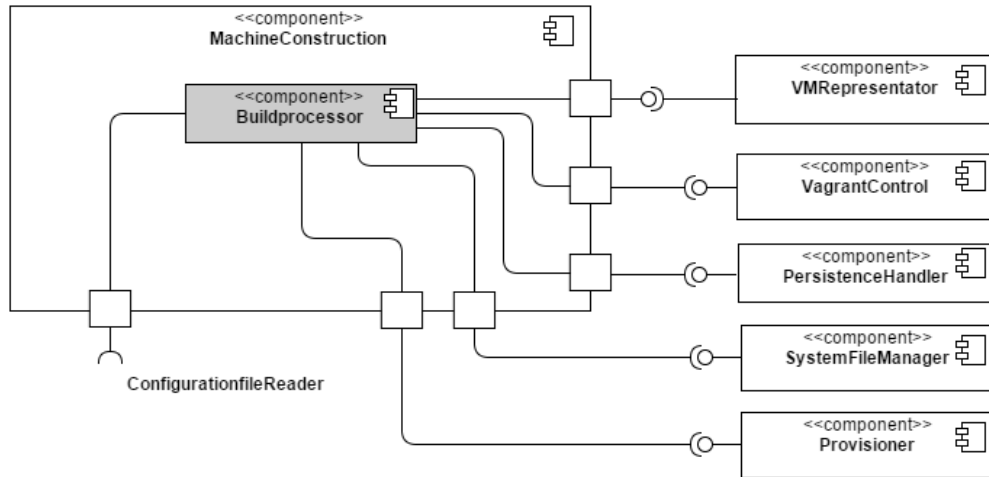 <<component>>
MachineConstruction
<<component>>
Buildprocessor
<<component>>
VMRepresentator
<<component>>
VagrantControl
<<component>>
PersistenceHandler
<<component>>
SystemFileManager
ConfigurationfileReader
<<component>>
Provisioner